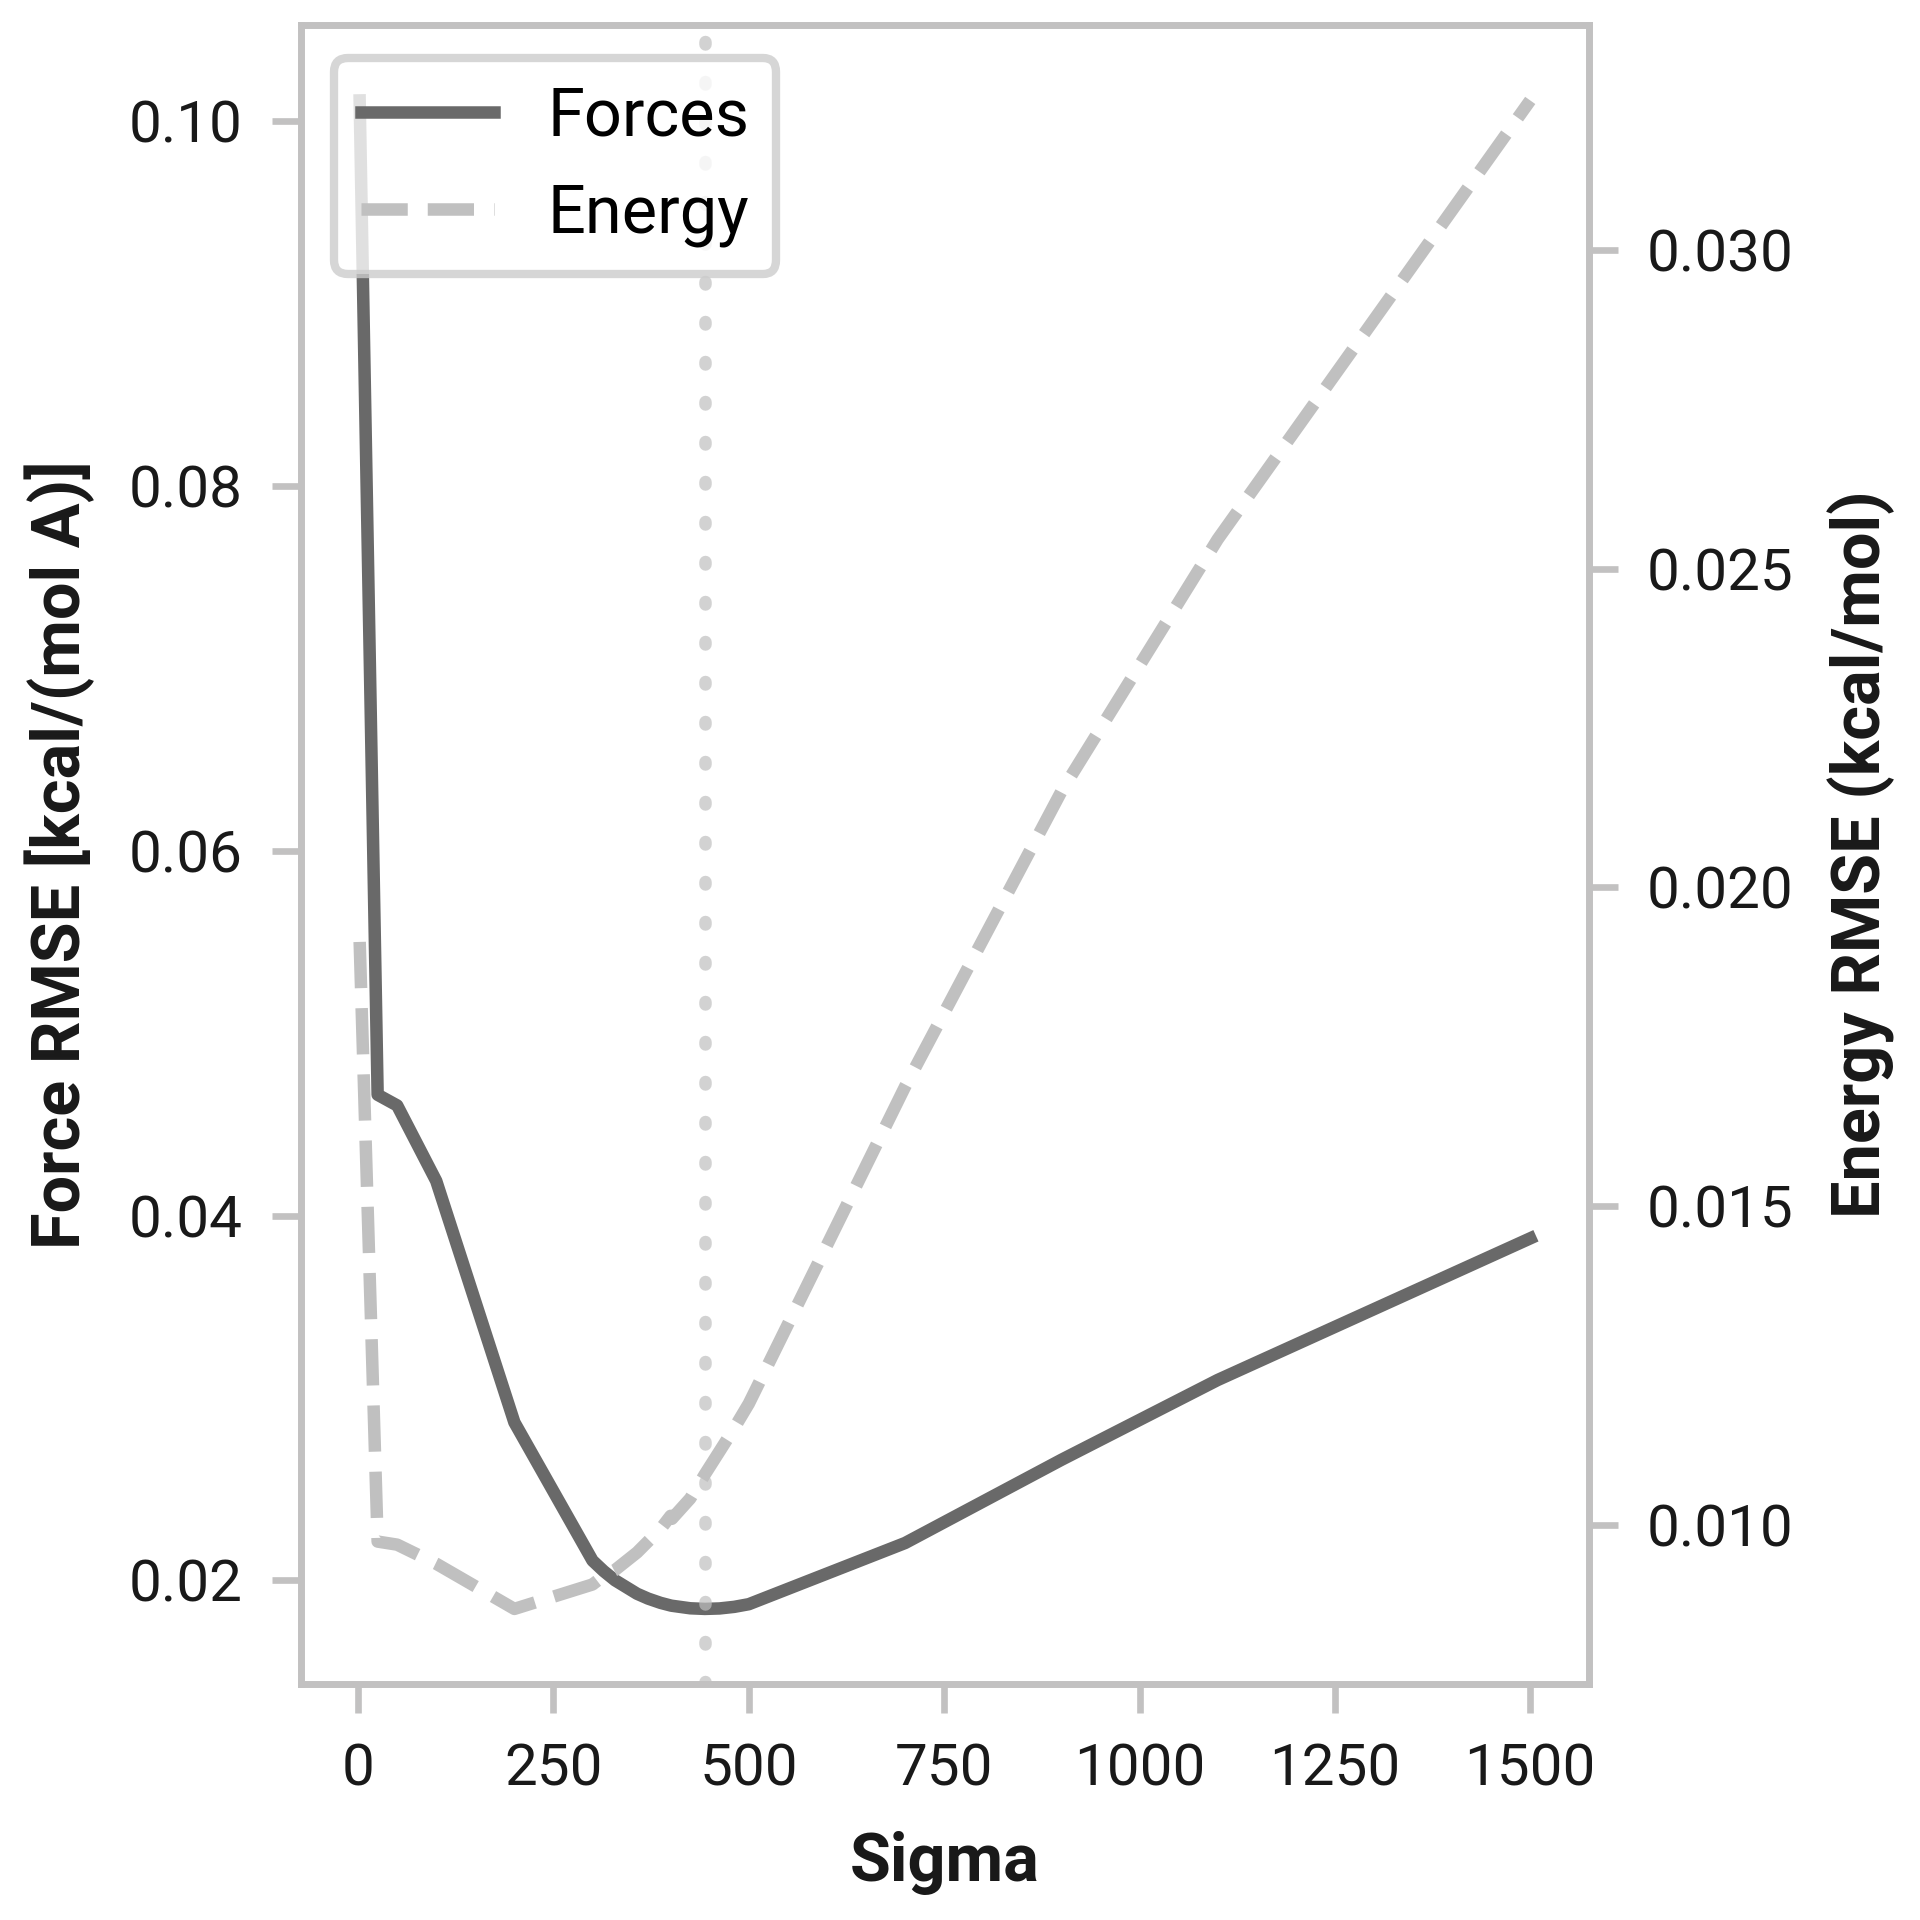 Forces
Energy
Force RMSE [kcal/(mol A)]
0.10
0.08
0.06
0.04
0.02
0.030
0.025
0.020
0.015
0.010
Energy RMSE (kcal/mol)
0 250 500 750 1000 1250 1500
Sigma